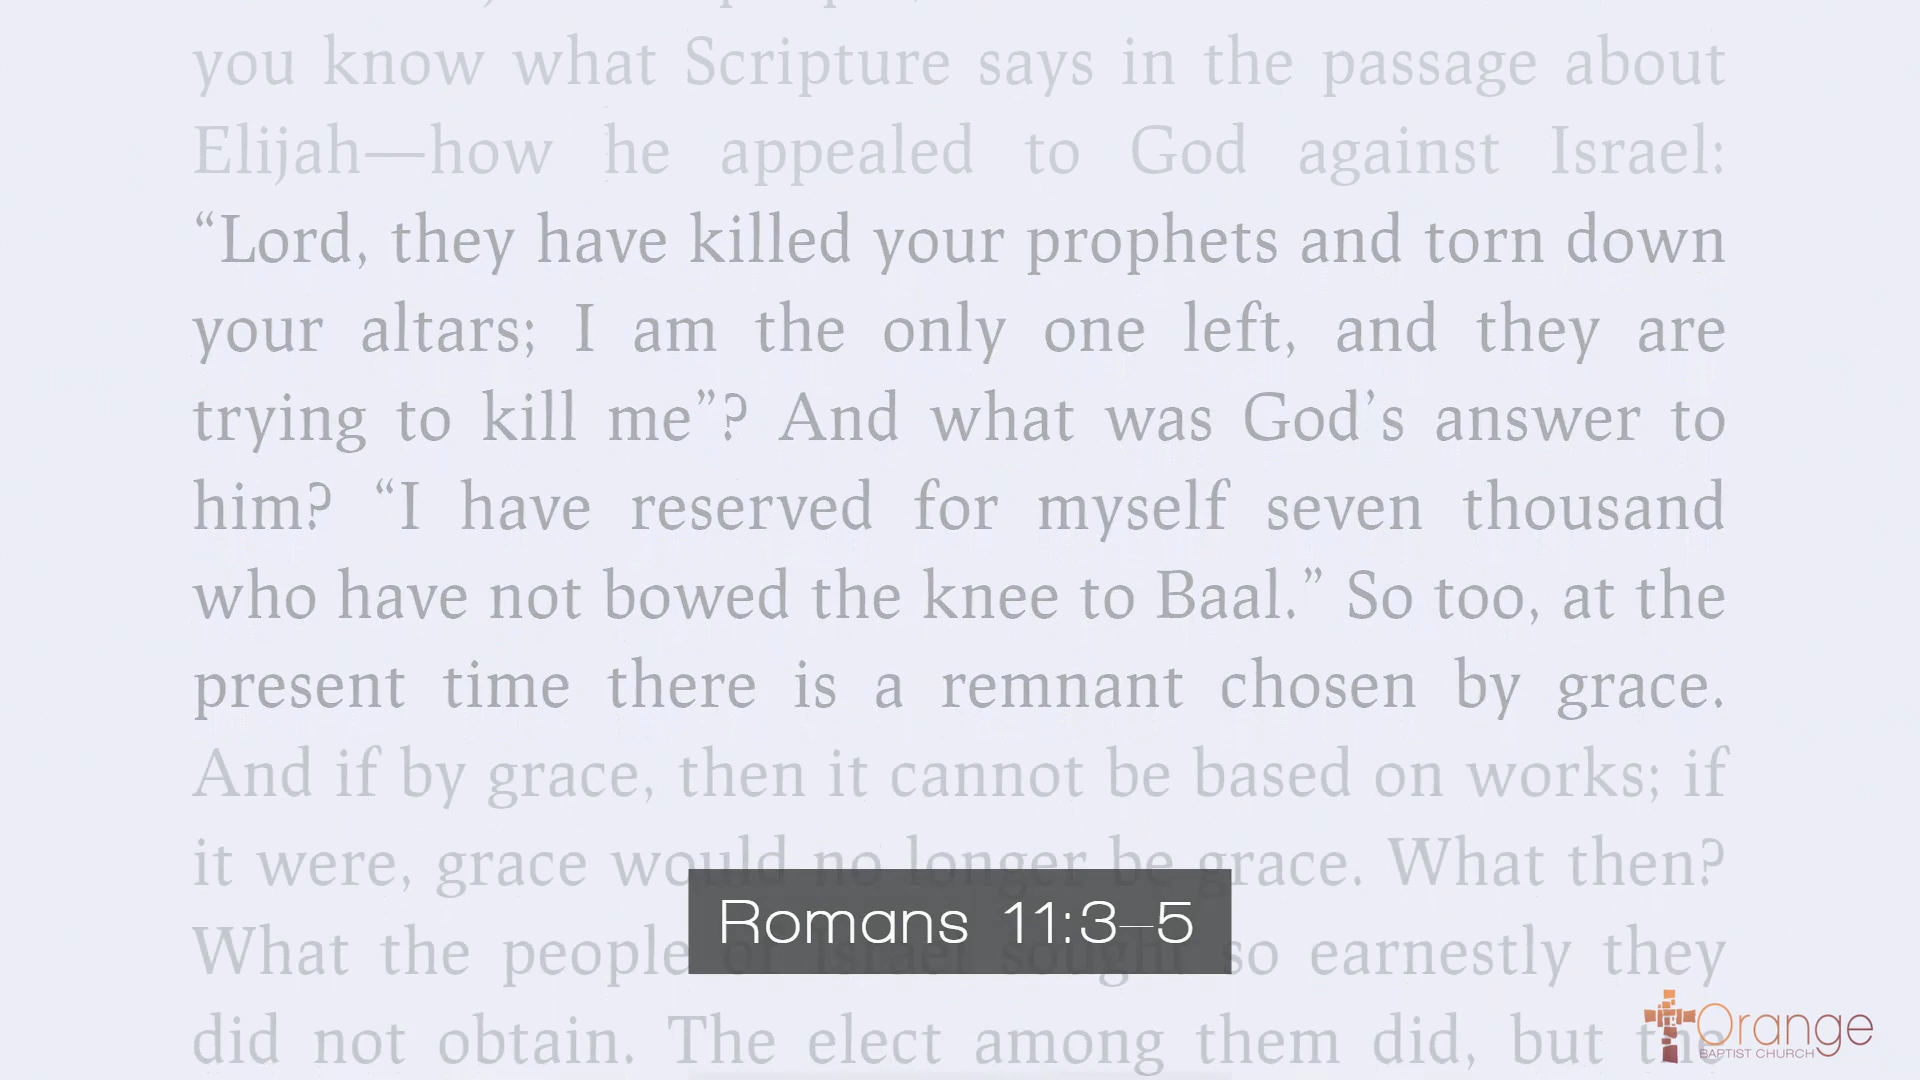 you know what Scripture says in the passage about
Elijah—how he appealed to God against Israel:
“Lord, they have killed your prophets and torn down
your altars; I am the only one left, and they are
trying to kill me”? And what was God’s answer to
him? “I have reserved for myself seven thousand
who have not bowed the knee to Baal.” So too, at the
present time there is a remnant chosen by grace.
And if by grace, then it cannot be based on works; if
it were, grace would no longer be grace. What then?
What the people of Israel sought so earnestly they
did not obtain. The elect among them did, but the
Romans 11:3–5
Orange
BAPTIST CHURCH